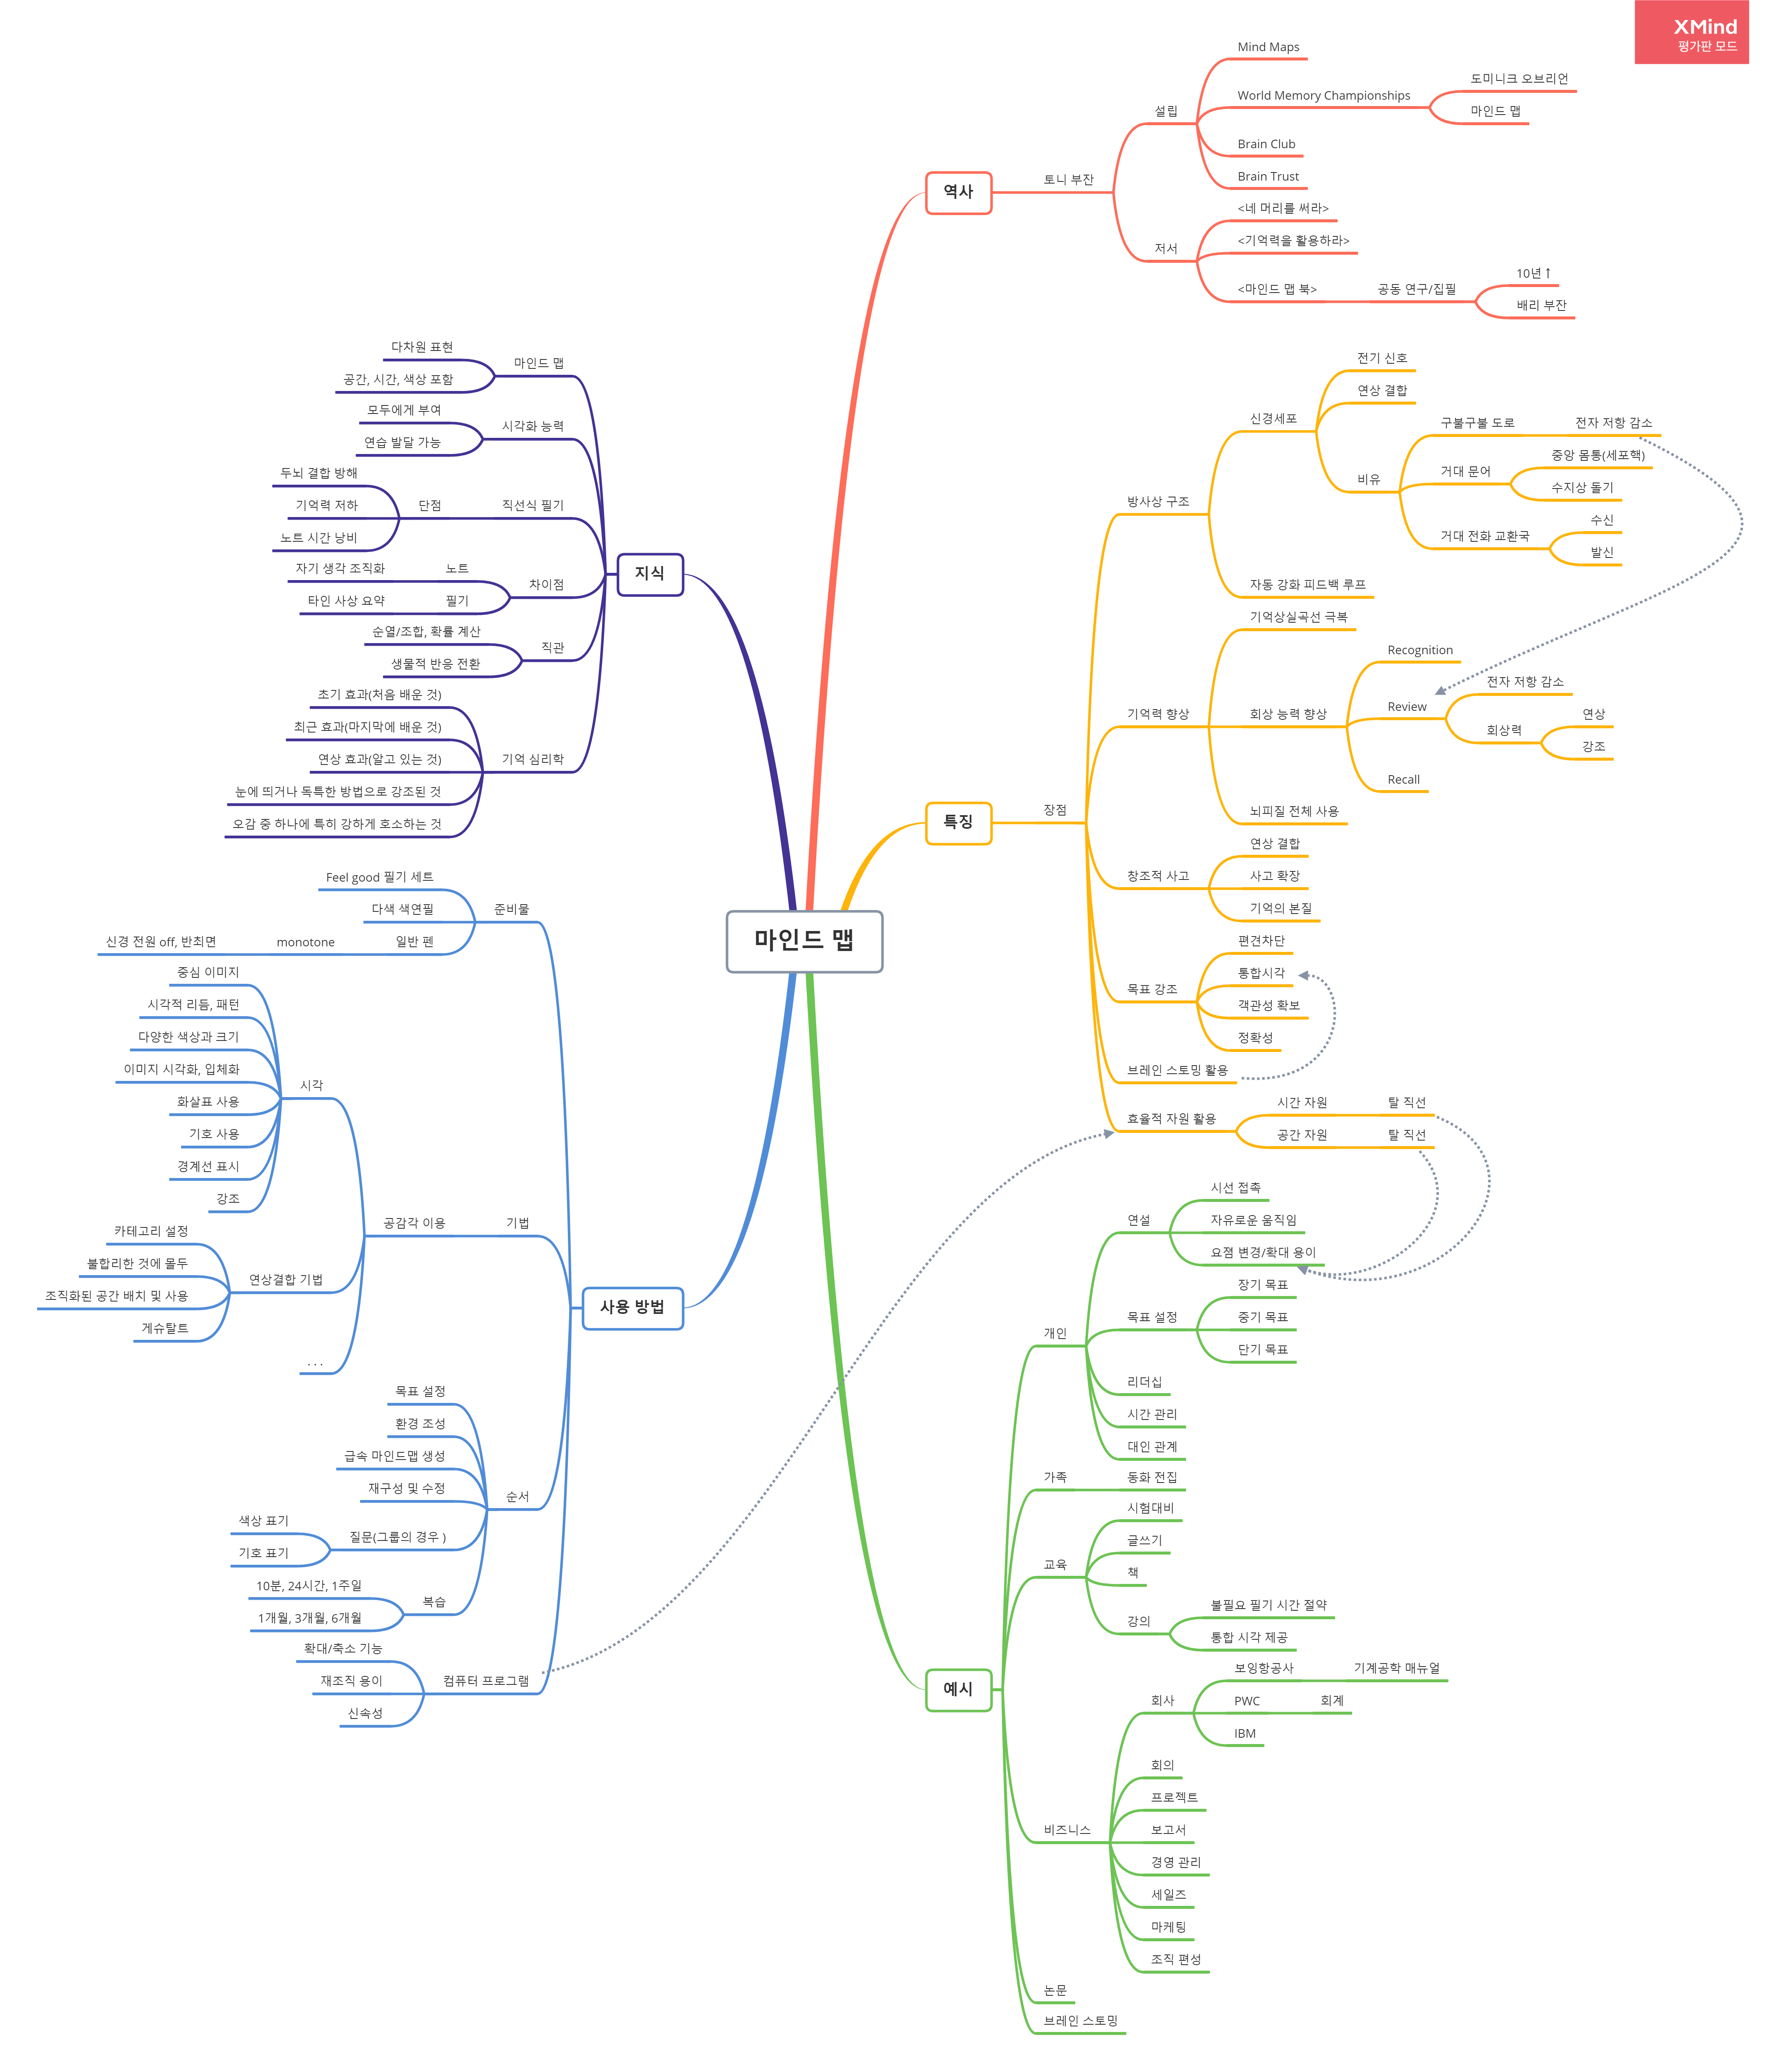 XMind
평가판 모드
마인드 맵
역사
토니 부잔
설립
Mind Maps
World Memory Championships
도미니크 오브리언
마인드 맵
Brain Club
Brain Trust
저서
<네 머리를 써라>
<기억력을 활용하라>
<마인드 맵 북>
공동 연구/집필
10년↑
배리 부잔
특징
장점
방사상 구조
신경세포
전기 신호
연상 결합
비유
구불구불 도로
전자 저항 감소
거대 문어
중앙 몸통(세포핵)
수지상 돌기
거대 전화 교환국
수신
발신
자동 강화 피드백 루프
기억력 향상
기억상실곡선 극복
회상 능력 향상
Recognition
Review
전자 저항 감소
회상력
연상
강조
Recall
뇌피질 전체 사용
창조적 사고
연상 결합
사고 확장
기억의 본질
목표 강조
편견차단
통합시각
객관성 확보
정확성
브레인 스토밍 활용
효율적 자원 활용
시간 자원
탈 직선
공간 자원
탈 직선
예시
개인
연설
시선 접촉
자유로운 움직임
요졈 변경/확대 용이
목표 설정
장기 목표
중기 목표
단기 목표
리더십
시간 관리
대인 관계
가족
동화 전집
교육
시험대비
글쓰기
책
강의
불필요 필기 시간 절약
통합 시각 제공
비즈니스
회사
보잉항공사
기계공학 매뉴얼
PWC
회계
IBM
회의
프로젝트
보고서
경영 관리
세일즈
마케팅
조직 편성
논문
브레인 스토밍
사용 방법
준비물
Feel good 필기 세트
다색 색연필
일반 펜
monotone
신경 전원 off, 반최면
기법
공감각 이용
시각
중심 이미지
시각적 리듬, 패턴
다양한 색상과 크기
이미지 시각화, 입체화
화살표 사용
기호 사용
경계선 표시
강조
연상결합 기법
카테고리 설정
불합리한 것에 몰두
조직화된 공간 배치 및 사용
게슈탈트
. . .
순서
목표 설정
환경 조성
급속 마인드맵 생성
재구성 및 수정
질문(그룹의 경우 )
색상 표기
기호 표기
복습
10분, 24시간, 1주일
1개월, 3개월, 6개월
컴퓨터 프로그램
확대/축소 기능
재조직 용이
신속성
지식
마인드 맵
다차원 표현
공간, 시간, 색상 포함
시각화 능력
모두에게 부여
연습 발달 가능
직선식 필기
단점
두뇌 결합 방해
기억력 저하
노트 시간 낭비
차이점
노트
자기 생각 조직화
필기
타인 사상 요약
직관
순열/조합, 확률 계산
생물적 반응 전환
기억 심리학
초기 효과(처음 배운 것)
최근 효과(마지막에 배운 것)
연상 효과(알고 있는 것)
눈에 띄거나 독특한 방법으로 강조된 것
오감 중 하나에 특히 강하게 호소하는 것